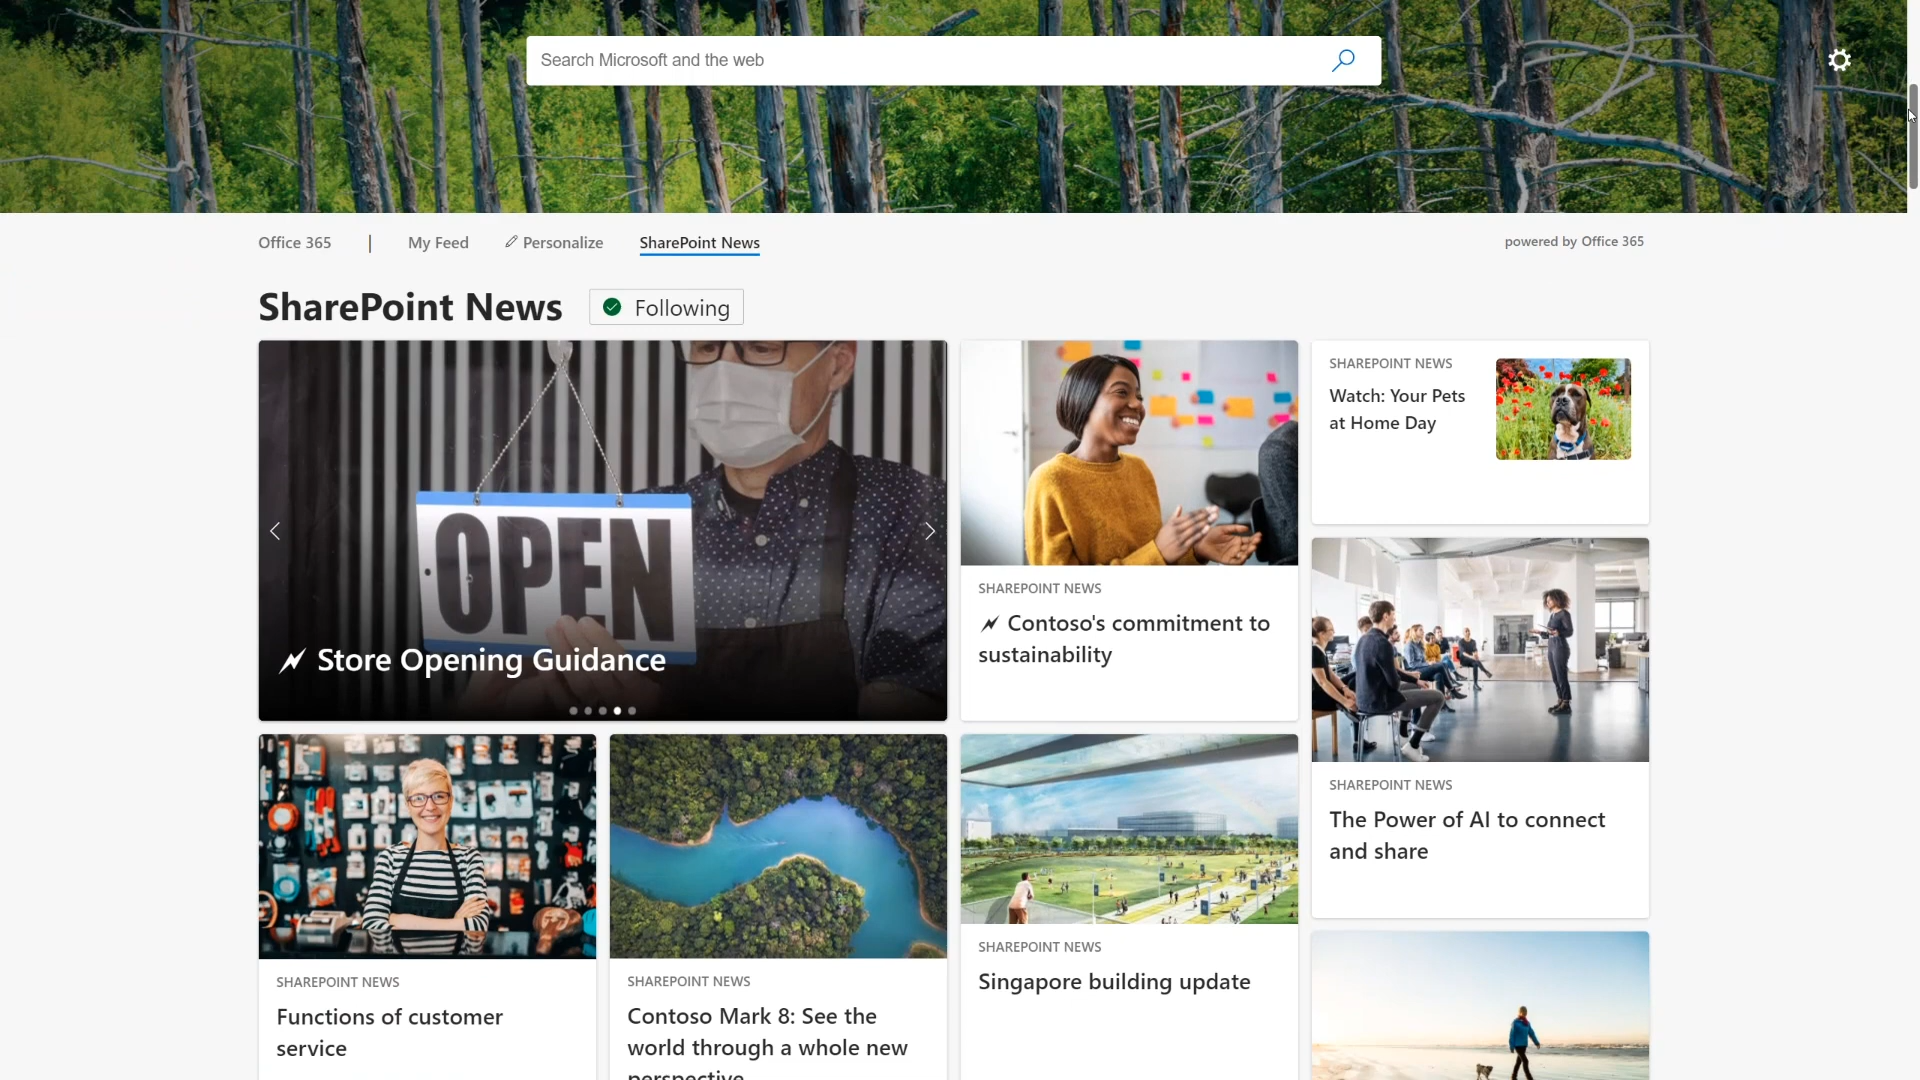 Search Microsoft and the web
Office 365 | My Feed Personalize SharePoint News
powered by Office 365
SharePoint News
Following
OPEN
Store Opening Guidance
SHAREPOINT NEWS
Contoso's commitment to
sustainability
SHAREPOINT NEWS
Watch: Your Pets
at Home Day
SHAREPOINT NEWS
The Power of AI to connect
and share
SHAREPOINT NEWS
Functions of customer
service
SHAREPOINT NEWS
Contoso Mark 8: See the
world through a whole new
perspective
SHAREPOINT NEWS
Singapore building update